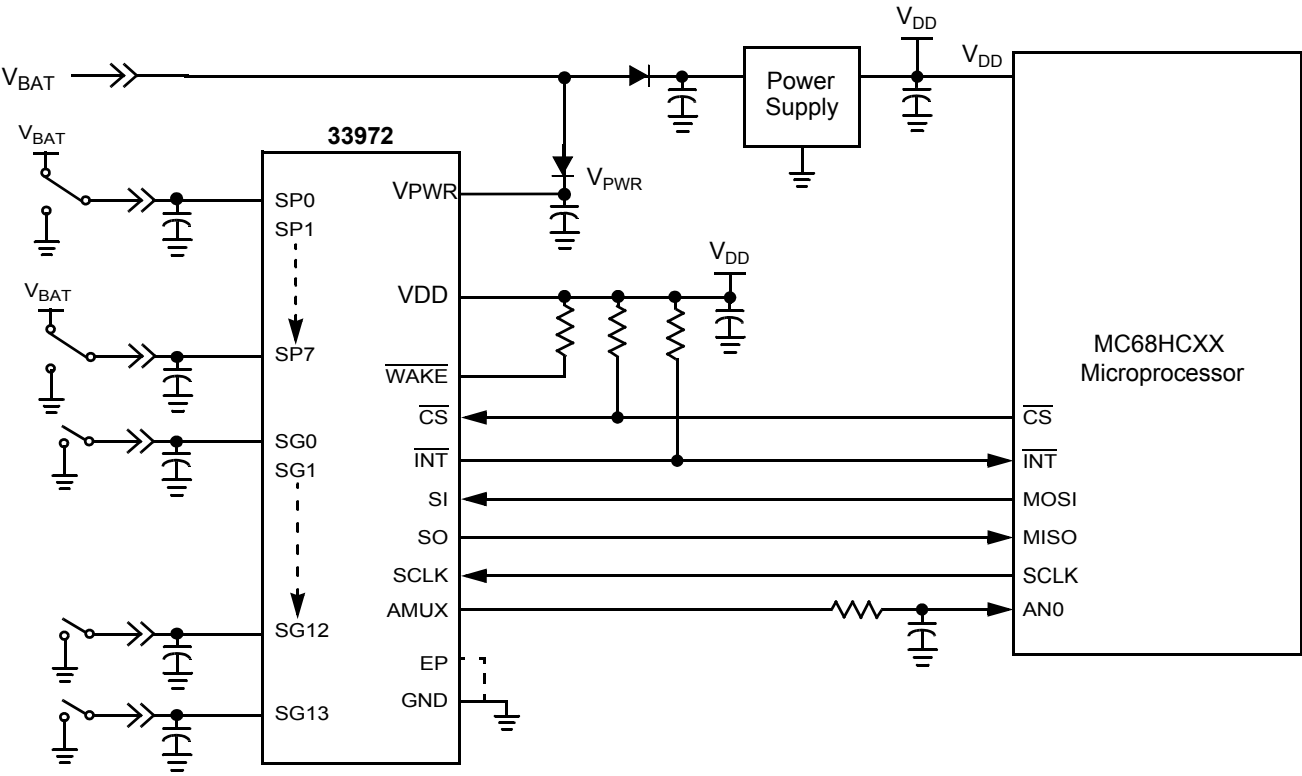 V_DD
V_DD
V_BAT
Power
Supply
V_BAT
33972
V_PWR
SP0
VPWR
SP1
V_DD
V_BAT
VDD
SP7
MC68HCXX
Microprocessor
WAKE
CS
CS
SG0
INT
INT
SG1
SI
MOSI
SO
MISO
SCLK
SCLK
AMUX
AN0
SG12
EP
GND
SG13